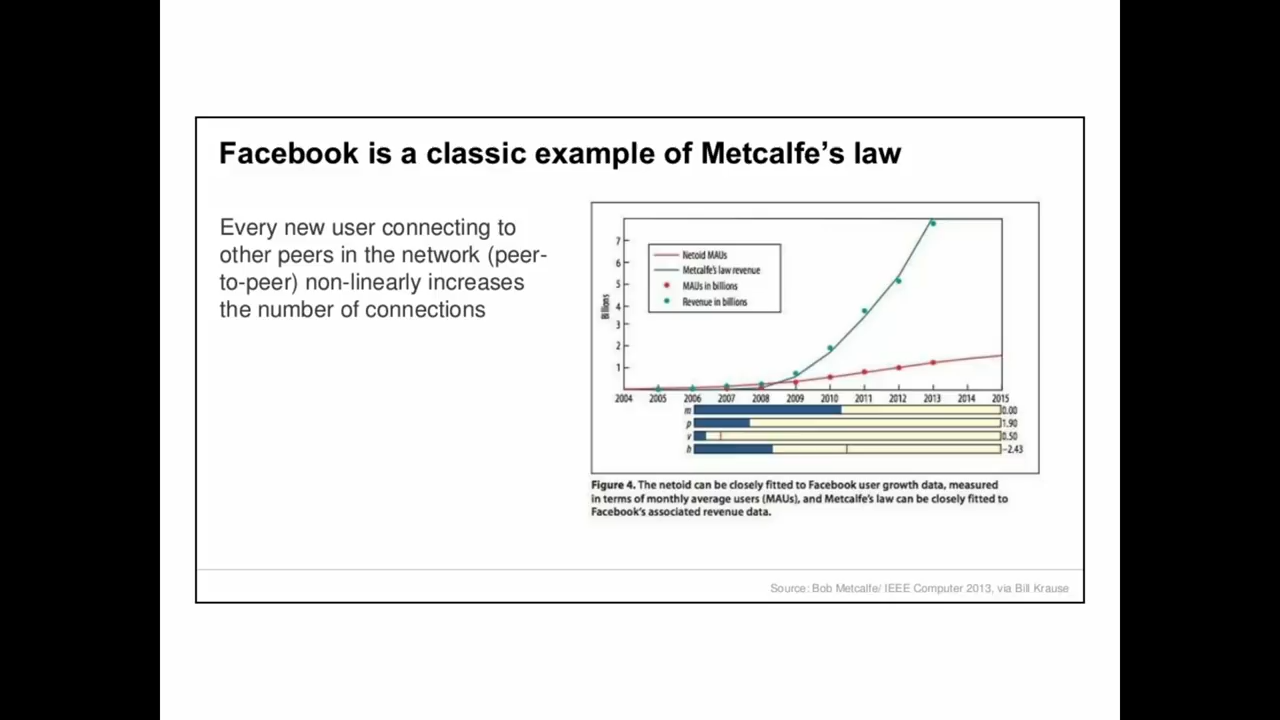 Facebook is a classic example of Metcalfe’s law
Every new user connecting to
other peers in the network (peer-
to-peer) non-linearly increases
the number of connections
Billions
7
6
5
4
3
2
1
Netoid MAUs
Metcalfe's law revenue
MAUs in billions
Revenue in billions
2004 2005 2006 2007 2008 2009 2010 2011 2012 2013 2014 2015
m 0.00
p 1.90
v 0.50
h −2.43
Figure 4. The netoid can be closely fitted to Facebook user growth data, measured
in terms of monthly average users (MAUs), and Metcalfe's law can be closely fitted to
Facebook's associated revenue data.
Source: Bob Metcalfe/ IEEE Computer 2013, via Bill Krause